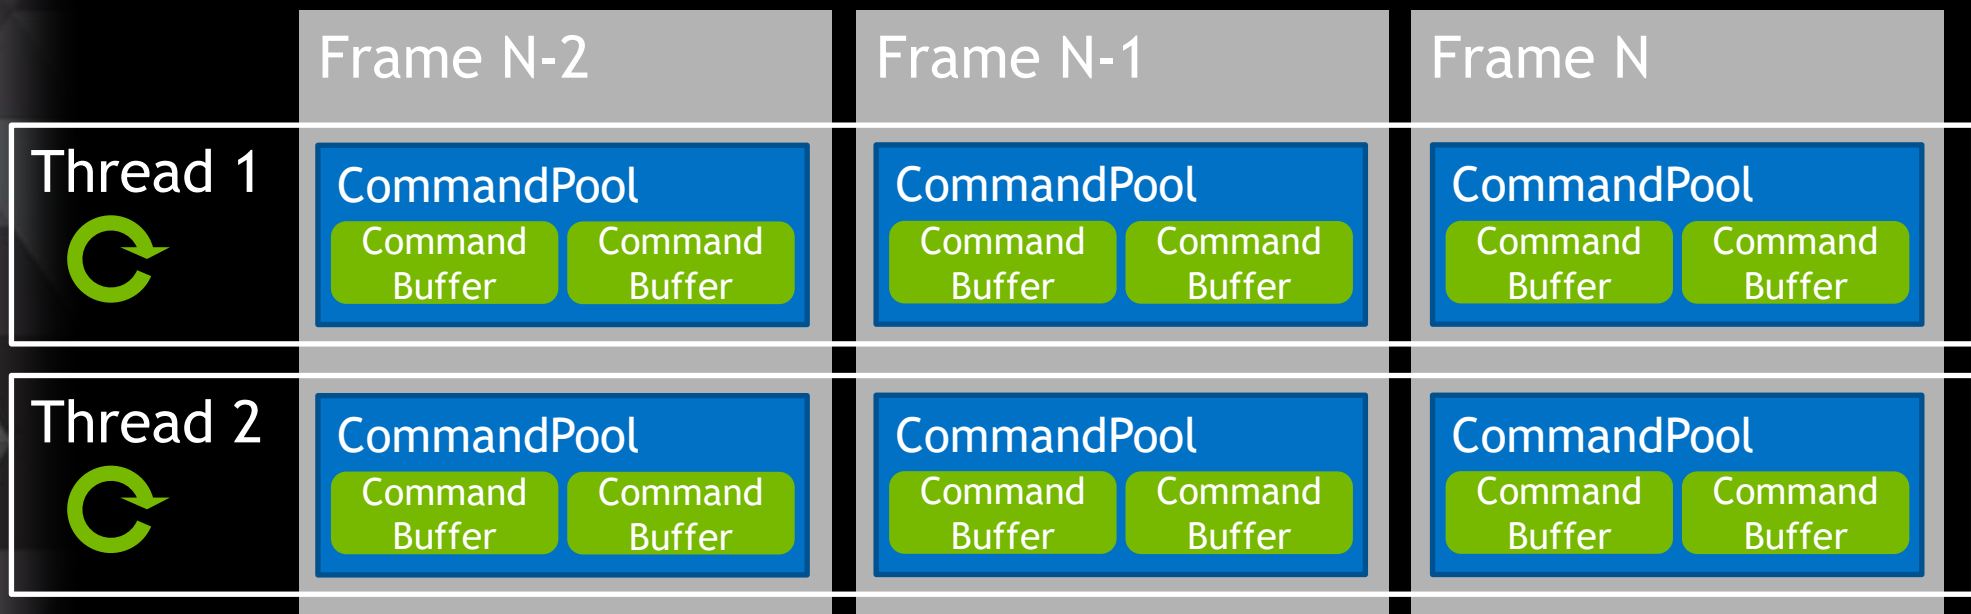 Frame N-2
Frame N-1
Frame N
Thread 1
CommandPool
Command
Buffer
Command
Buffer
CommandPool
Command
Buffer
Command
Buffer
CommandPool
Command
Buffer
Command
Buffer
Thread 2
CommandPool
Command
Buffer
Command
Buffer
CommandPool
Command
Buffer
Command
Buffer
CommandPool
Command
Buffer
Command
Buffer